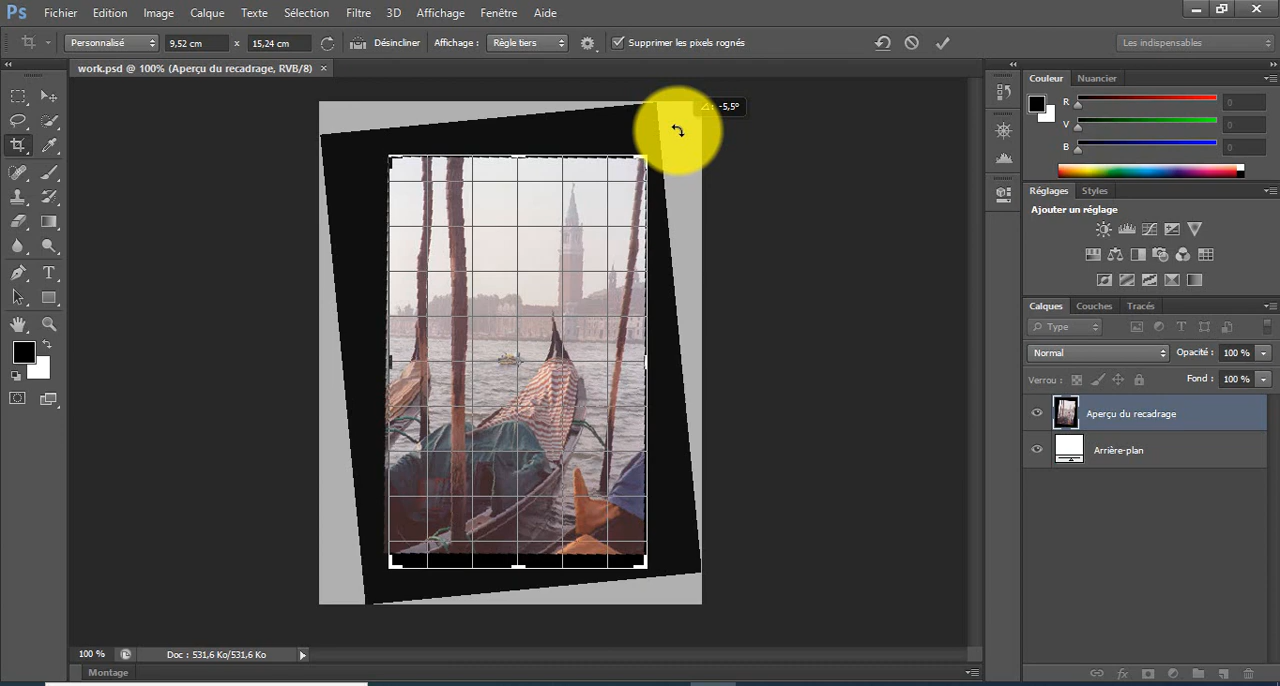 Ps Fichier Edition Image Calque Texte Sélection Filtre 3D Affichage Fenêtre Aide
Personnalisé 9,52 cm x 15,24 cm Désincliner Affichage : Règle tiers Supprimer les pixels rognés Les indispensables
work.psd @ 100% (Aperçu du recadrage, RVB/8) ×
∠ : -5,5°
Couleur Nuancier
R 0
V 0
B 0
Réglages Styles
Ajouter un réglage
Calques Couches Tracés
Type
Normal Opacité : 100 %
Verrou : Fond : 100 %
Aperçu du recadrage
Arrière-plan
100 % Doc : 531,6 Ko/531,6 Ko
Montage